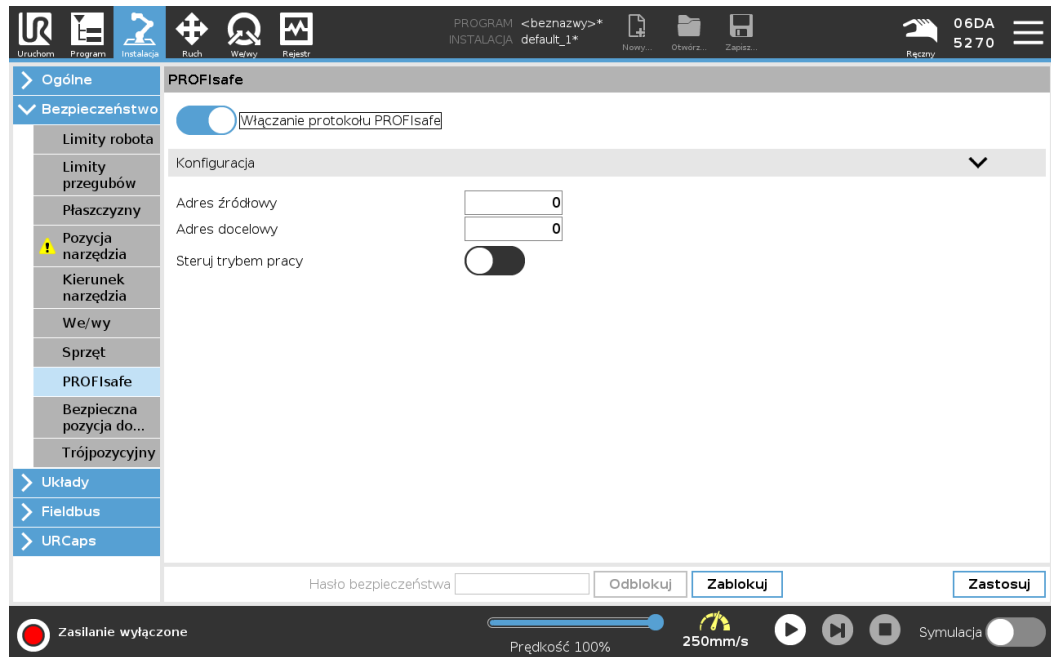 PROGRAM <beznazwy>*
INSTALACJA default_1*
Uruchom Program Instalacja Ruch We/wy Rejestr
Nowy... Otwórz... Zapisz...
Ręczny
06DA
5270
Ogólne
Bezpieczeństwo
Limity robota
Limity
przegubów
Płaszczyzny
Pozycja
narzędzia
Kierunek
narzędzia
We/wy
Sprzęt
PROFIsafe
Bezpieczna
pozycja do...
Trójpozycyjny
Układy
Fieldbus
URCaps
PROFIsafe
Włączanie protokołu PROFIsafe
Konfiguracja
Adres źródłowy 0
Adres docelowy 0
Steruj trybem pracy
Hasło bezpieczeństwa Odblokuj Zablokuj Zastosuj
Zasilanie wyłączone
Prędkość 100%
250mm/s
Symulacja